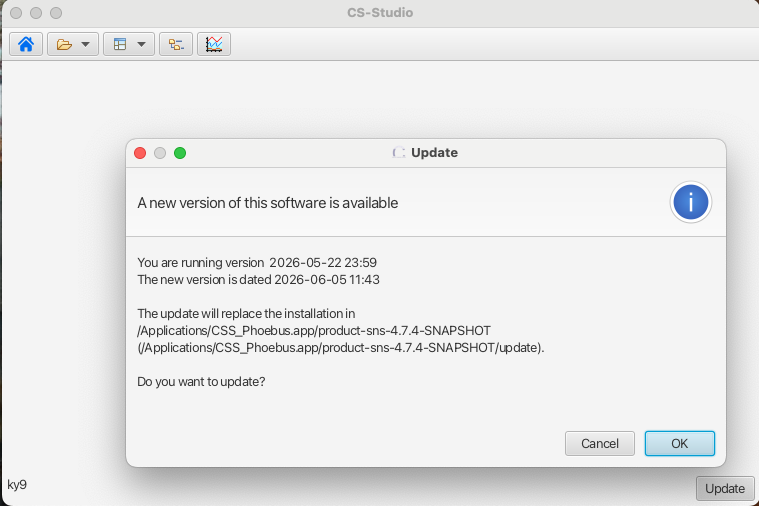 CS-Studio
Update
A new version of this software is available
You are running version 2026-05-22 23:59
The new version is dated 2026-06-05 11:43
The update will replace the installation in
/Applications/CSS_Phoebus.app/product-sns-4.7.4-SNAPSHOT
(/Applications/CSS_Phoebus.app/product-sns-4.7.4-SNAPSHOT/update).
Do you want to update?
Cancel OK
ky9
Update